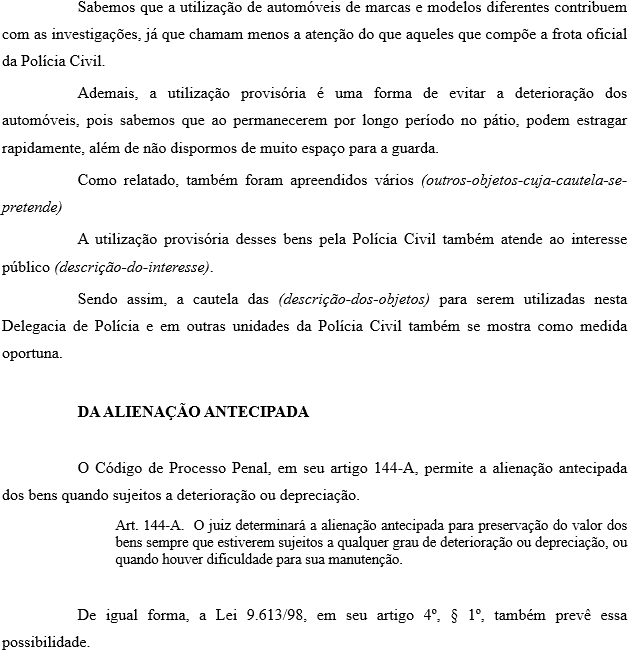 Sabemos que a utilização de automóveis de marcas e modelos diferentes contribuem
com as investigações, já que chamam menos a atenção do que aqueles que compõe a frota oficial
da Polícia Civil.
Ademais, a utilização provisória é uma forma de evitar a deterioração dos
automóveis, pois sabemos que ao permanecerem por longo período no pátio, podem estragar
rapidamente, além de não dispormos de muito espaço para a guarda.
Como relatado, também foram apreendidos vários (outros-objetos-cuja-cautela-se-
pretende)
A utilização provisória desses bens pela Polícia Civil também atende ao interesse
público (descrição-do-interesse).
Sendo assim, a cautela das (descrição-dos-objetos) para serem utilizadas nesta
Delegacia de Polícia e em outras unidades da Polícia Civil também se mostra como medida
oportuna.
DA ALIENAÇÃO ANTECIPADA
O Código de Processo Penal, em seu artigo 144-A, permite a alienação antecipada
dos bens quando sujeitos a deterioração ou depreciação.
Art. 144-A.  O juiz determinará a alienação antecipada para preservação do valor dos
bens sempre que estiverem sujeitos a qualquer grau de deterioração ou depreciação, ou
quando houver dificuldade para sua manutenção.
De igual forma, a Lei 9.613/98, em seu artigo 4º, § 1º, também prevê essa
possibilidade.